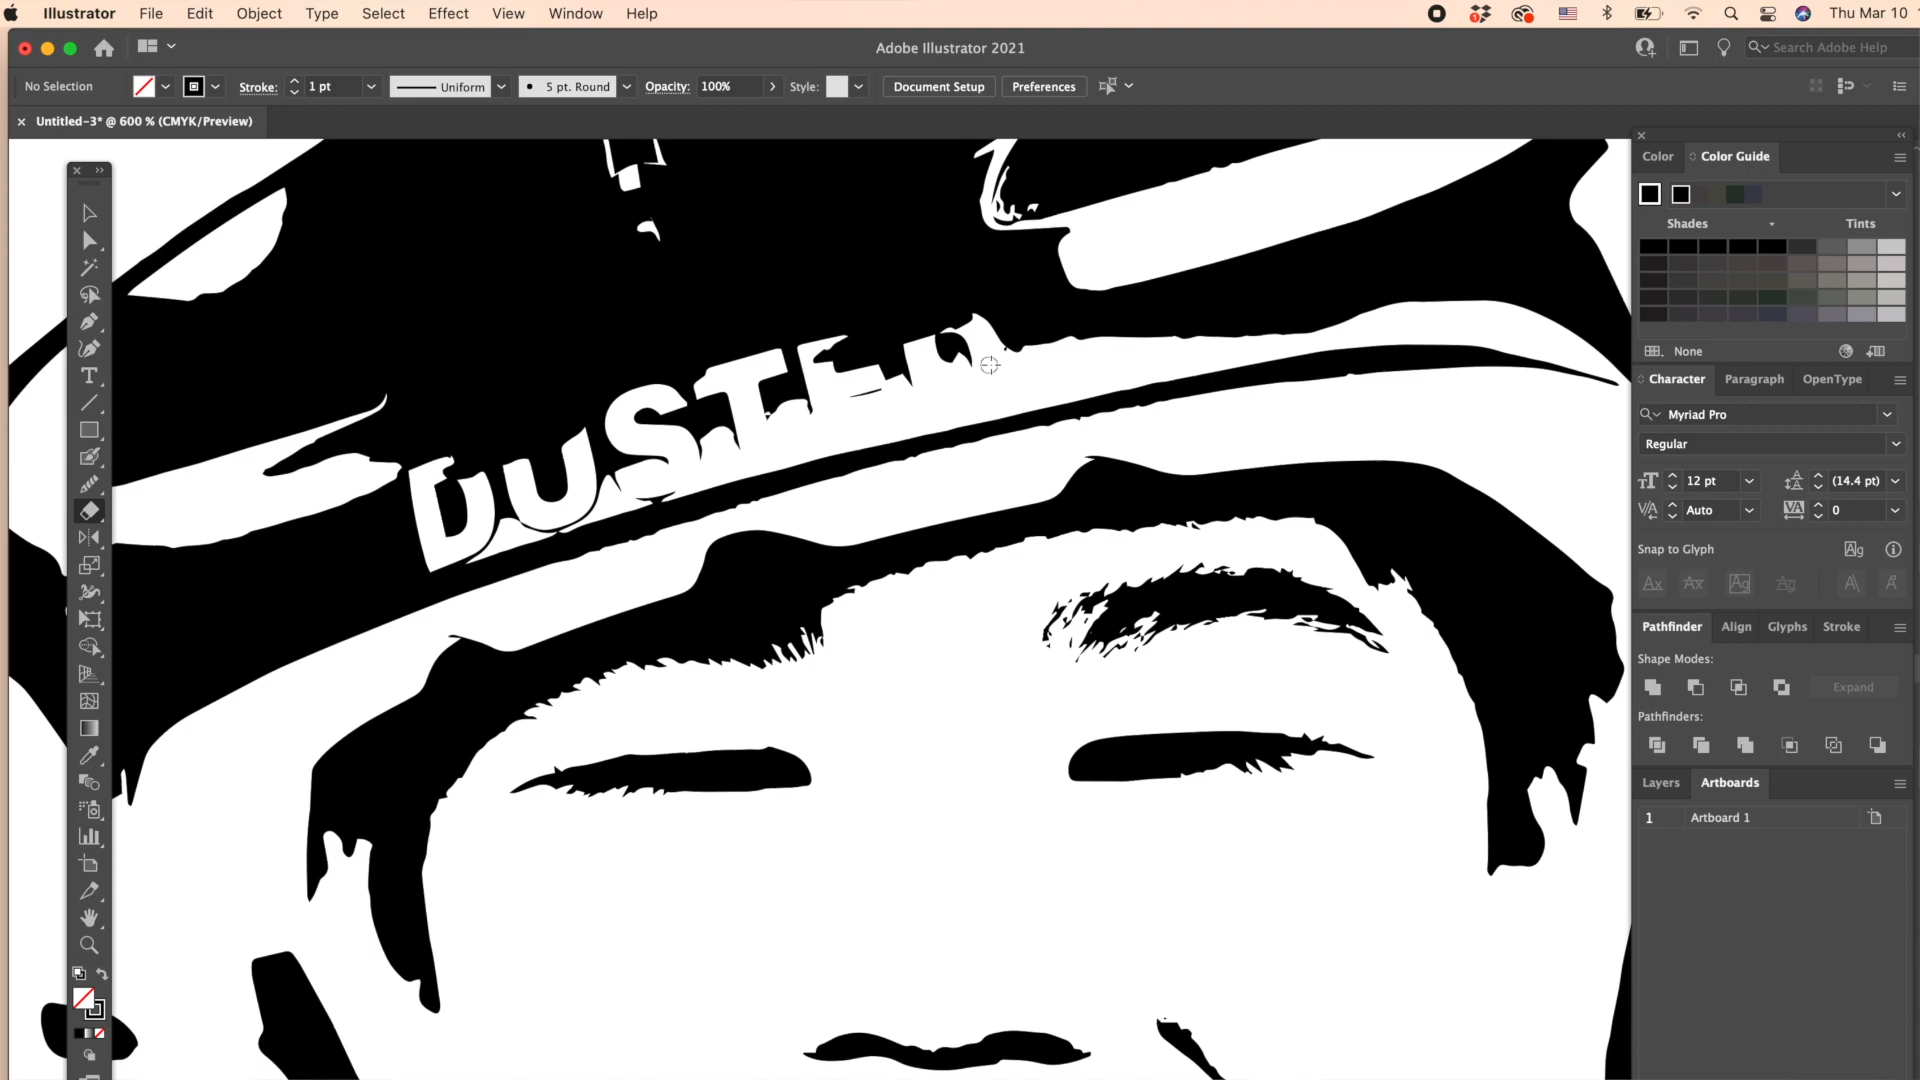 Illustrator File Edit Object Type Select Effect View Window Help Thu Mar 10
Adobe Illustrator 2021 Search Adobe Help
No Selection Stroke: 1 pt Uniform 5 pt. Round Opacity: 100% Style: Document Setup Preferences
Untitled-3* @ 600 % (CMYK/Preview)
Color Color Guide
Shades Tints
None
Character Paragraph OpenType
Myriad Pro
Regular
12 pt (14.4 pt)
Auto 0
Snap to Glyph
Pathfinder Align Glyphs Stroke
Shape Modes:
Expand
Pathfinders:
Layers Artboards
1 Artboard 1
DUSTED